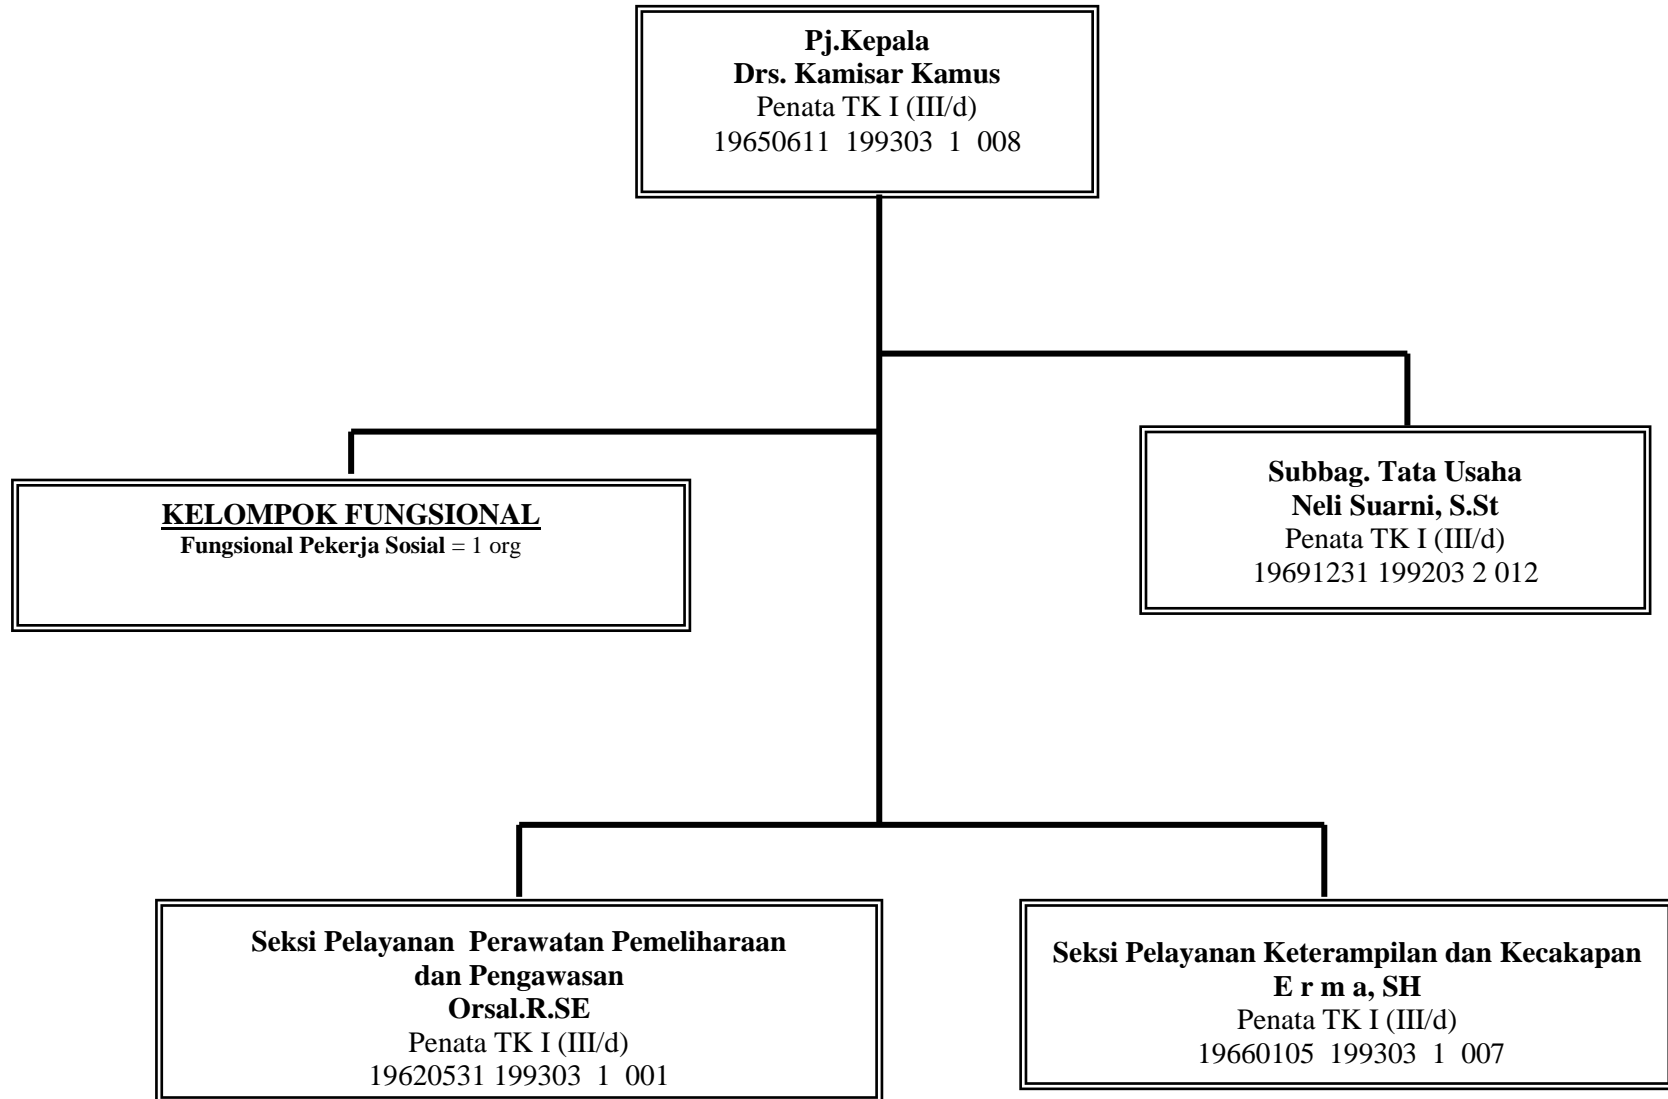 Pj.Kepala
Drs. Kamisar Kamus
Penata TK I (III/d)
19650611  199303  1  008
KELOMPOK FUNGSIONAL
Fungsional Pekerja Sosial = 1 org
Subbag. Tata Usaha
Neli Suarni, S.St
Penata TK I (III/d)
19691231 199203 2 012
Seksi Pelayanan  Perawatan Pemeliharaan
dan Pengawasan
Orsal.R.SE
Penata TK I (III/d)
19620531 199303  1  001
Seksi Pelayanan Keterampilan dan Kecakapan
E r m a, SH
Penata TK I (III/d)
19660105  199303  1  007